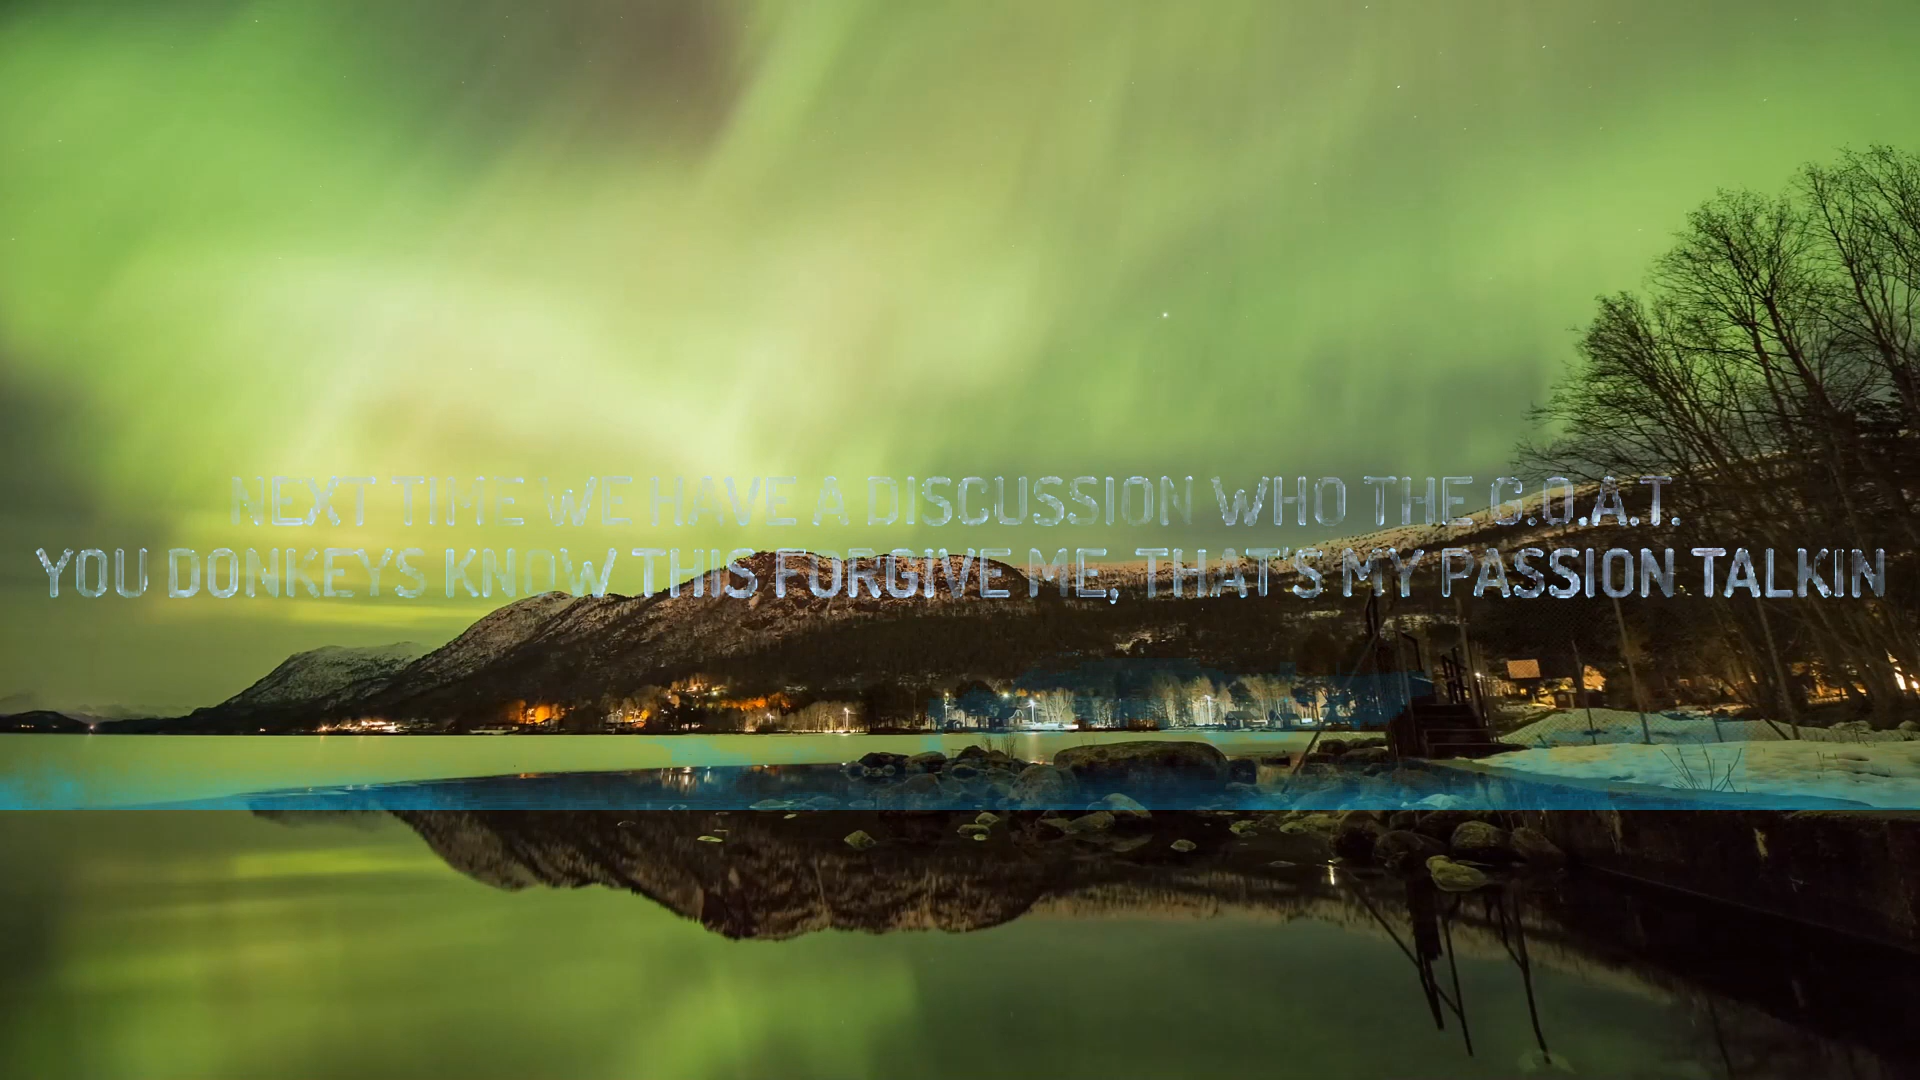 NEXT TIME WE HAVE A DISCUSSION WHO THE G.O.A.T.
YOU DONKEYS KNOW THIS FORGIVE ME, THAT'S MY PASSION TALKIN